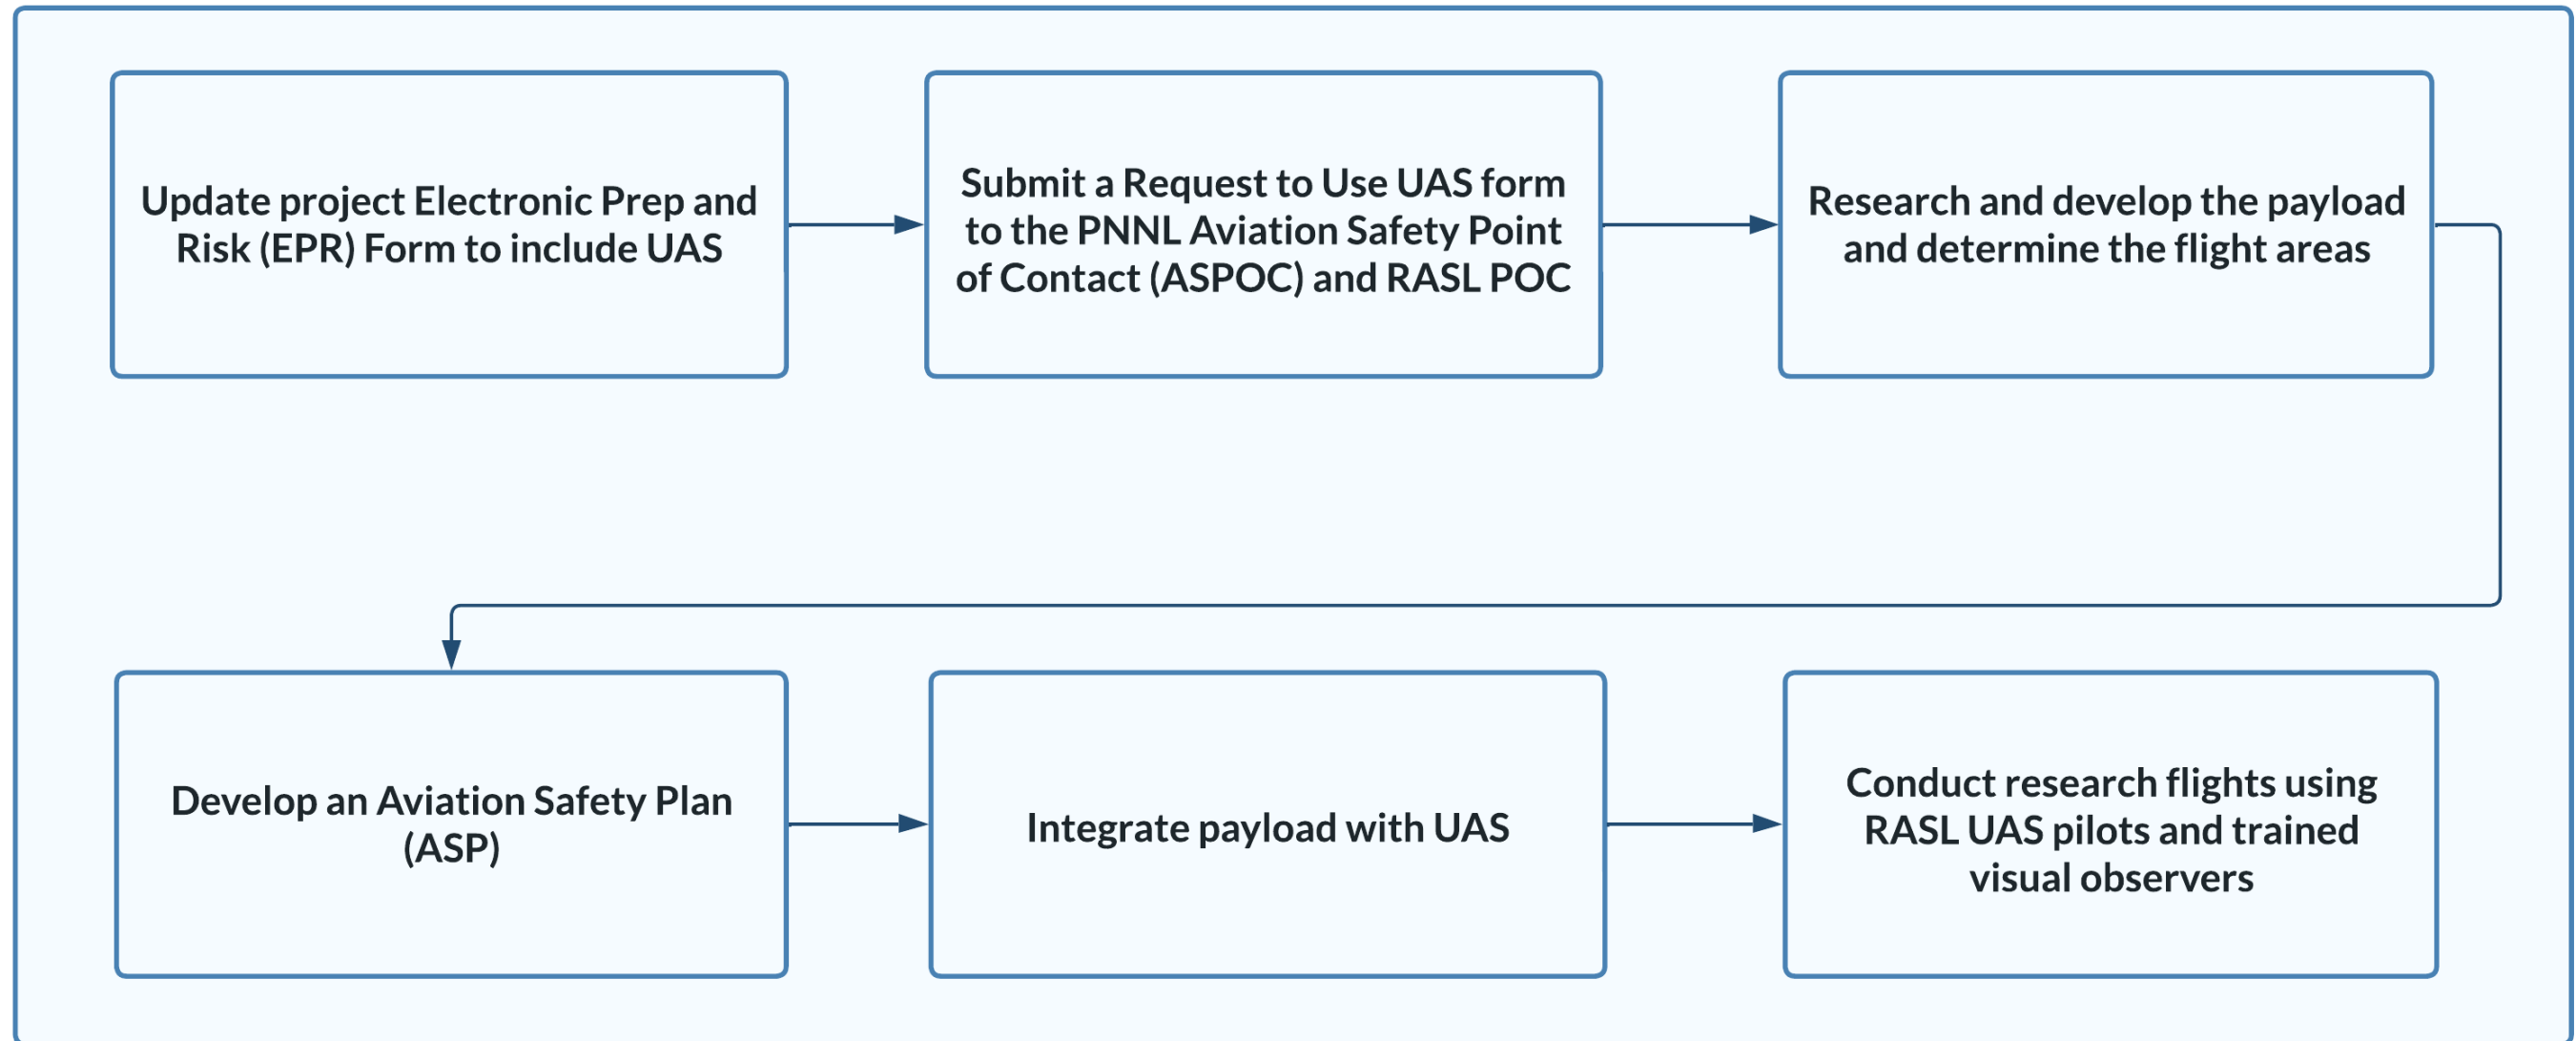 Update project Electronic Prep and
Risk (EPR) Form to include UAS
Submit a Request to Use UAS form
to the PNNL Aviation Safety Point
of Contact (ASPOC) and RASL POC
Research and develop the payload
and determine the flight areas
Develop an Aviation Safety Plan
(ASP)
Integrate payload with UAS
Conduct research flights using
RASL UAS pilots and trained
visual observers